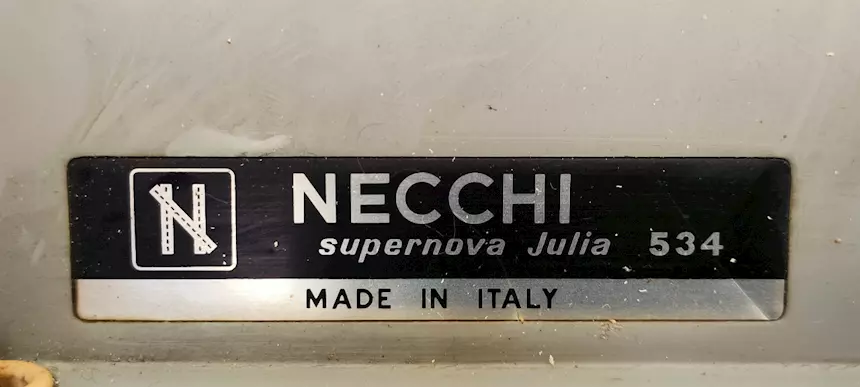 N
NECCHI
supernova Julia 534
MADE IN ITALY